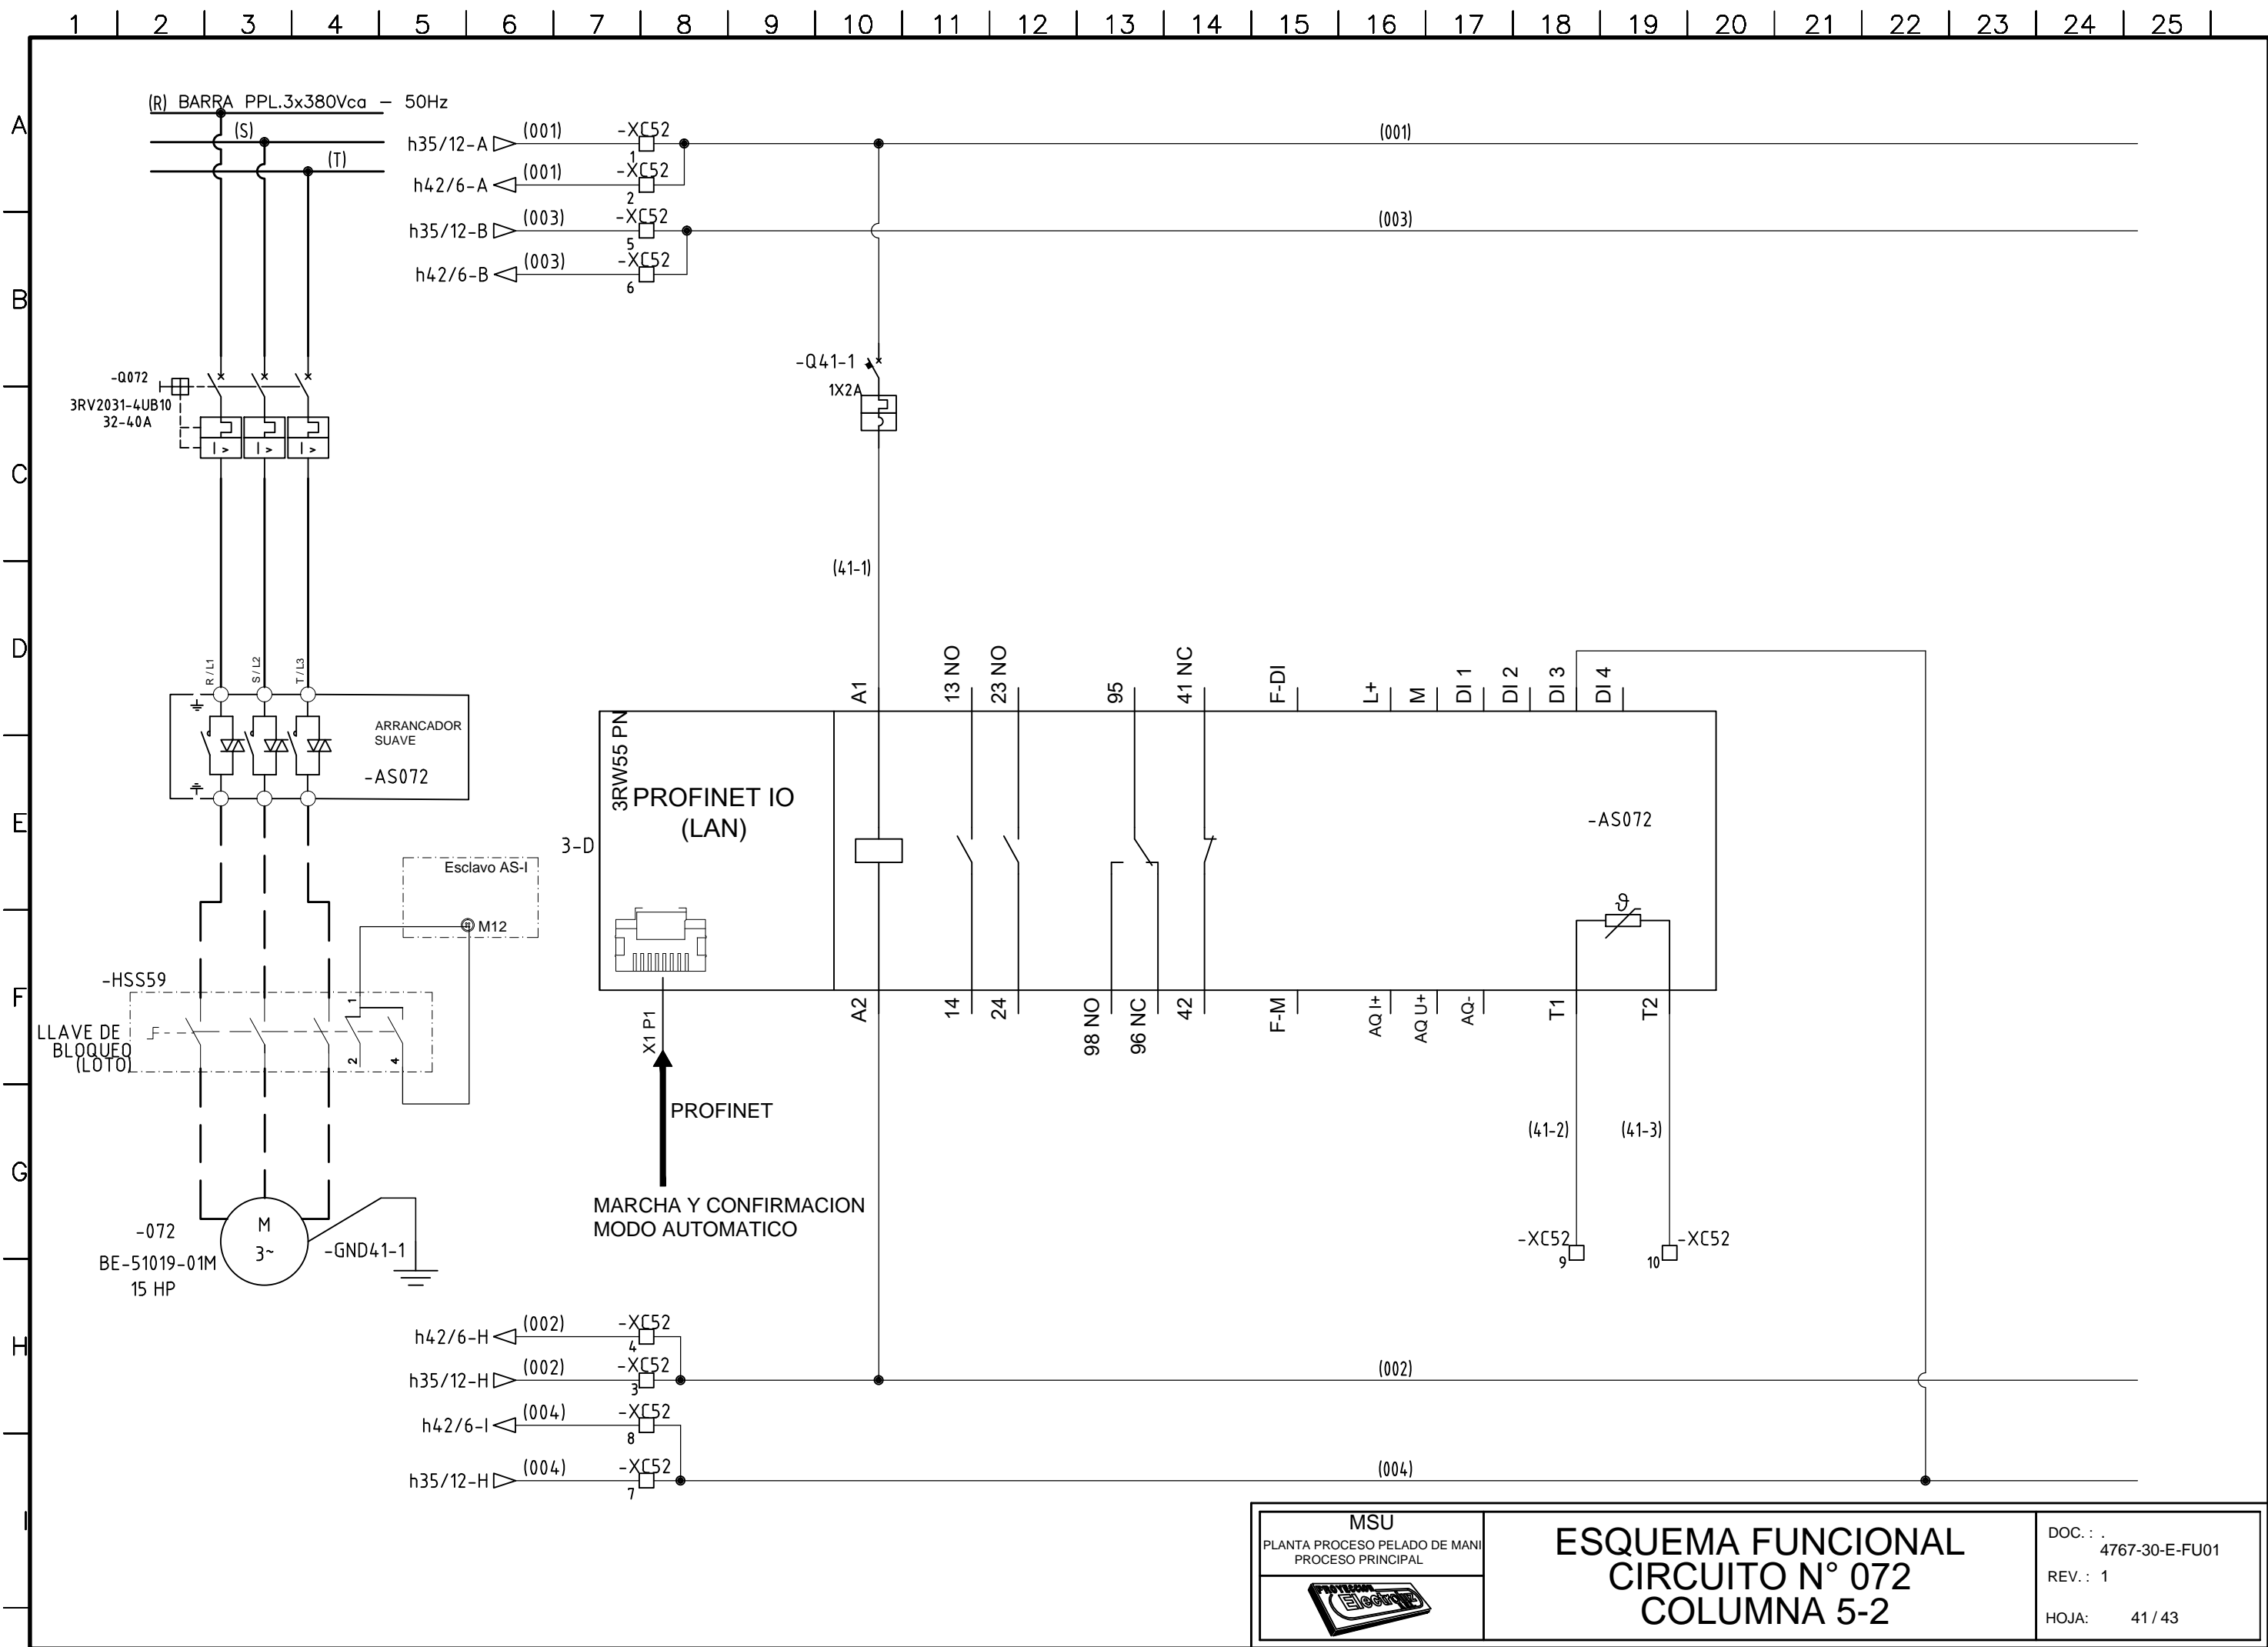 1 2 3 4 5 6 7 8 9 10 11 12 13 14 15 16 17 18 19 20 21 22 23 24 25
A
B
C
D
E
F
G
H
I
(R) BARRA PPL.3x380Vca - 50Hz
(S)
(T)
h35/12-A (001) -XC52 1 (001)
h42/6-A (001) -XC52 2
h35/12-B (003) -XC52 5 (003)
h42/6-B (003) -XC52 6
-Q072
3RV2031-4UB10
32-40A
I > I > I >
-Q41-1
1X2A
(41-1)
R / L1
S / L2
T / L3
ARRANCADOR
SUAVE
-AS072
Esclavo AS-I
M12
-HSS59
LLAVE DE
BLOQUEO
(LOTO)
1
2
4
M
3~
-072
BE-51019-01M
15 HP
-GND41-1
3-D
3RW55 PN
PROFINET IO
(LAN)
X1 P1
PROFINET
MARCHA Y CONFIRMACION
MODO AUTOMATICO
A1
13 NO
23 NO
95
41 NC
F-DI
L+
M
DI 1
DI 2
DI 3
DI 4
-AS072
ϑ
A2
14
24
98 NO
96 NC
42
F-M
AQ I+
AQ U+
AQ-
T1
T2
(41-2)
(41-3)
-XC52
9
-XC52
10
h42/6-H (002) -XC52 4
h35/12-H (002) -XC52 3 (002)
h42/6-I (004) -XC52 8
h35/12-H (004) -XC52 7 (004)
MSU
PLANTA PROCESO PELADO DE MANI
PROCESO PRINCIPAL
PROYECCION
Electroluz
ESQUEMA FUNCIONAL
CIRCUITO N° 072
COLUMNA 5-2
DOC. : .
4767-30-E-FU01
REV. : 1
HOJA: 41 / 43